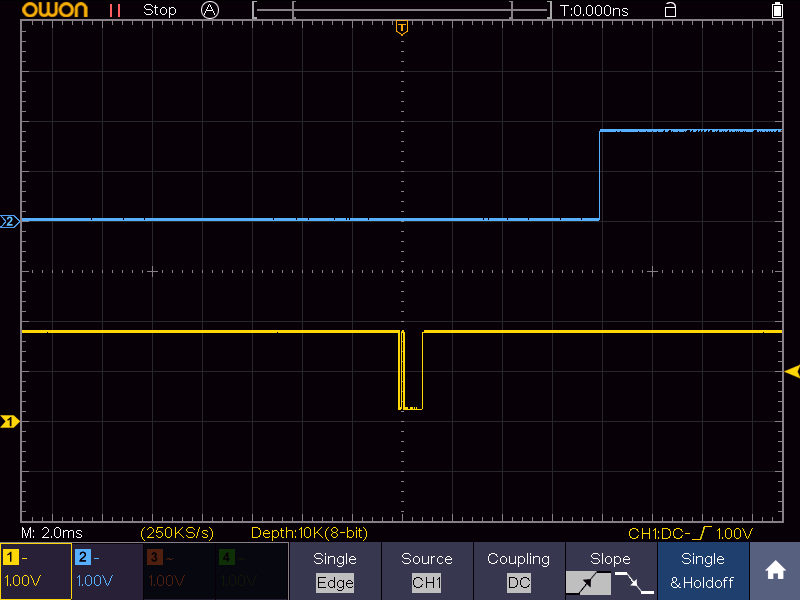 OWON Stop A T:0.000ns
T
2
1
M: 2.0ms (250KS/s) Depth:10K(8-bit) CH1:DC- 1.00V
1 - 2 - 3 ~ 4 ~ Single Source Coupling Slope Single
1.00V 1.00V 1.00V 1.00V Edge CH1 DC &Holdoff